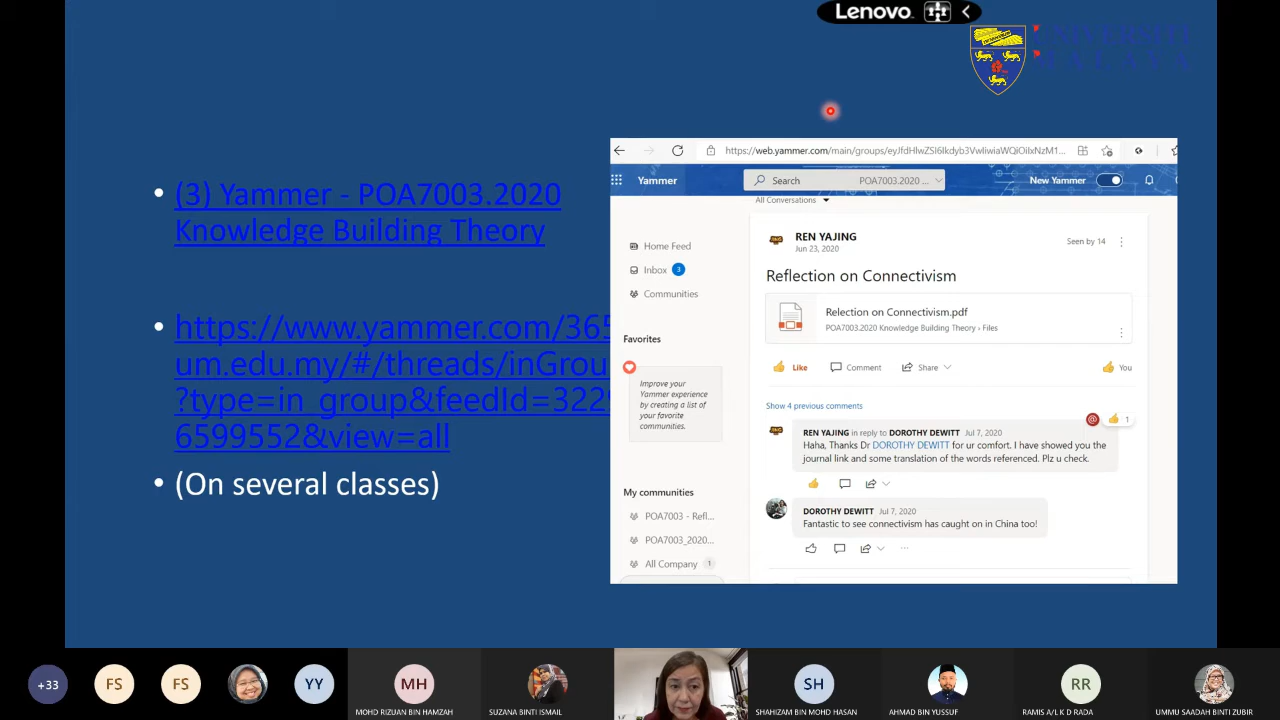 Lenovo
UNIVERSITI
MALAYA
• (3) Yammer - POA7003.2020
Knowledge Building Theory
• https://www.yammer.com/365
um.edu.my/#/threads/inGrou
?type=in_group&feedId=3229
6599552&view=all
• (On several classes)
Yammer
Search
POA7003.2020 ...
New Yammer
All Conversations
Home Feed
Inbox 3
Communities
Favorites
Improve your
Yammer experience
by creating a list of
your favorite
communities.
My communities
POA7003 - Refl...
POA7003_2020...
All Company 1
REN YAJING
Jun 23, 2020
Seen by 14
Reflection on Connectivism
Relection on Connectivism.pdf
POA7003.2020 Knowledge Building Theory › Files
Like
Comment
Share
You
Show 4 previous comments
1
REN YAJING in reply to DOROTHY DEWITT Jul 7, 2020
Haha, Thanks Dr DOROTHY DEWITT for ur comfort. I have showed you the
journal link and some translation of the words referenced. Plz u check.
DOROTHY DEWITT Jul 7, 2020
Fantastic to see connectivism has caught on in China too!
+33
FS
FS
YY
MH
MOHD RIZUAN BIN HAMZAH
SUZANA BINTI ISMAIL
SH
SHAHIZAM BIN MOHD HASAN
AHMAD BIN YUSSUF
RR
RAMIS A/L K D RADA
UMMU SAADAH BINTI ZUBIR